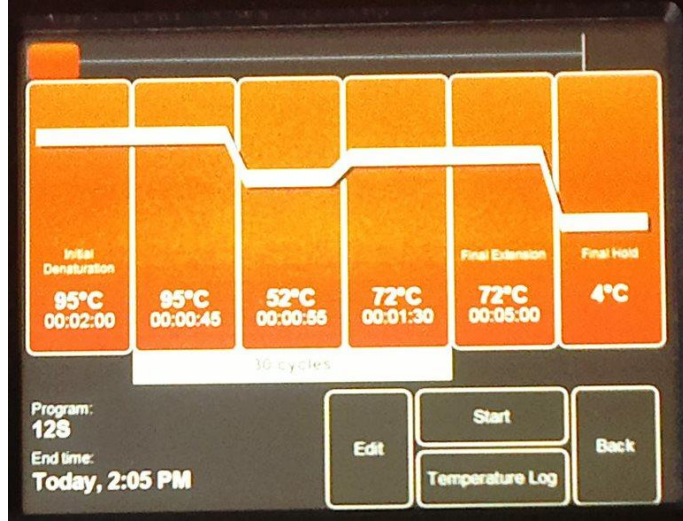 Initial
Denaturation
95°C
00:02:00
95°C
00:00:45
52°C
00:00:55
72°C
00:01:30
Final Extension
72°C
00:05:00
Final Hold
4°C
30 cycles
Program:
12S
End time:
Today, 2:05 PM
Edit
Start
Temperature Log
Back